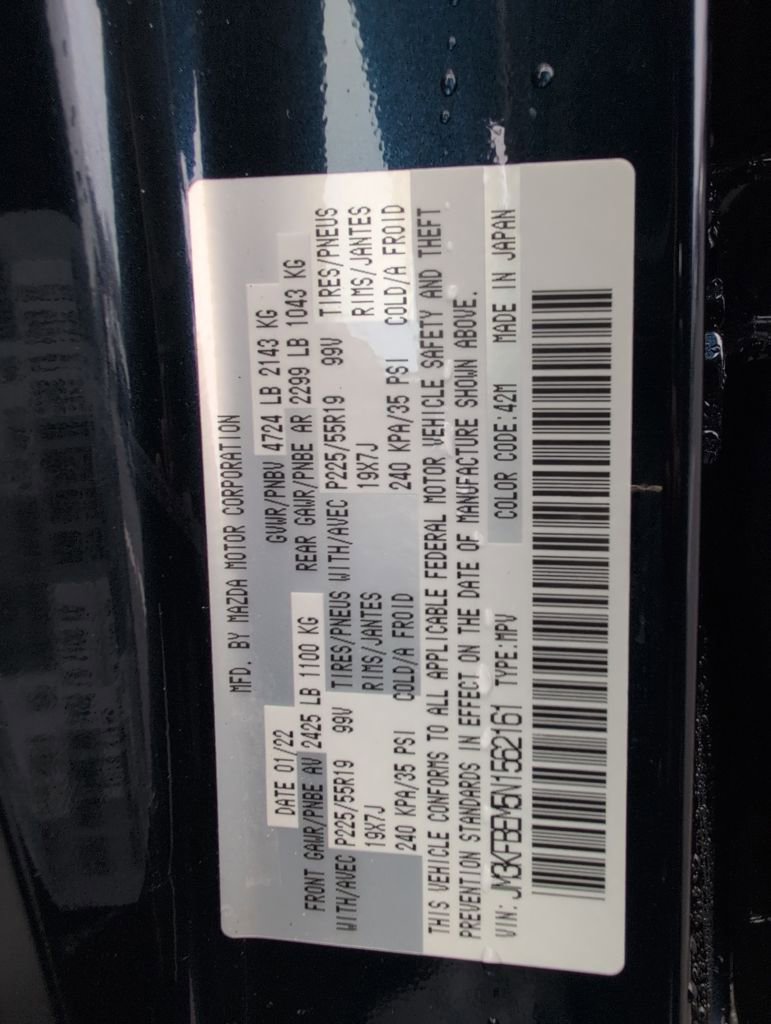 MFD. BY MAZDA MOTOR CORPORATION
DATE 01/22 GVWR/PNBV 4724 LB 2143 KG
FRONT GAWR/PNBE AV 2425 LB 1100 KG REAR GAWR/PNBE AR 2299 LB 1043 KG
WITH/AVEC P225/55R19 99V TIRES/PNEUS WITH/AVEC P225/55R19 99V TIRES/PNEUS
19X7J RIMS/JANTES 19X7J RIMS/JANTES
240 KPA/35 PSI COLD/A FROID 240 KPA/35 PSI COLD/A FROID
THIS VEHICLE CONFORMS TO ALL APPLICABLE FEDERAL MOTOR VEHICLE SAFETY AND THEFT
PREVENTION STANDARDS IN EFFECT ON THE DATE OF MANUFACTURE SHOWN ABOVE.
VIN: JM3KFBEM5N1562161 TYPE:MPV COLOR CODE:42M MADE IN JAPAN